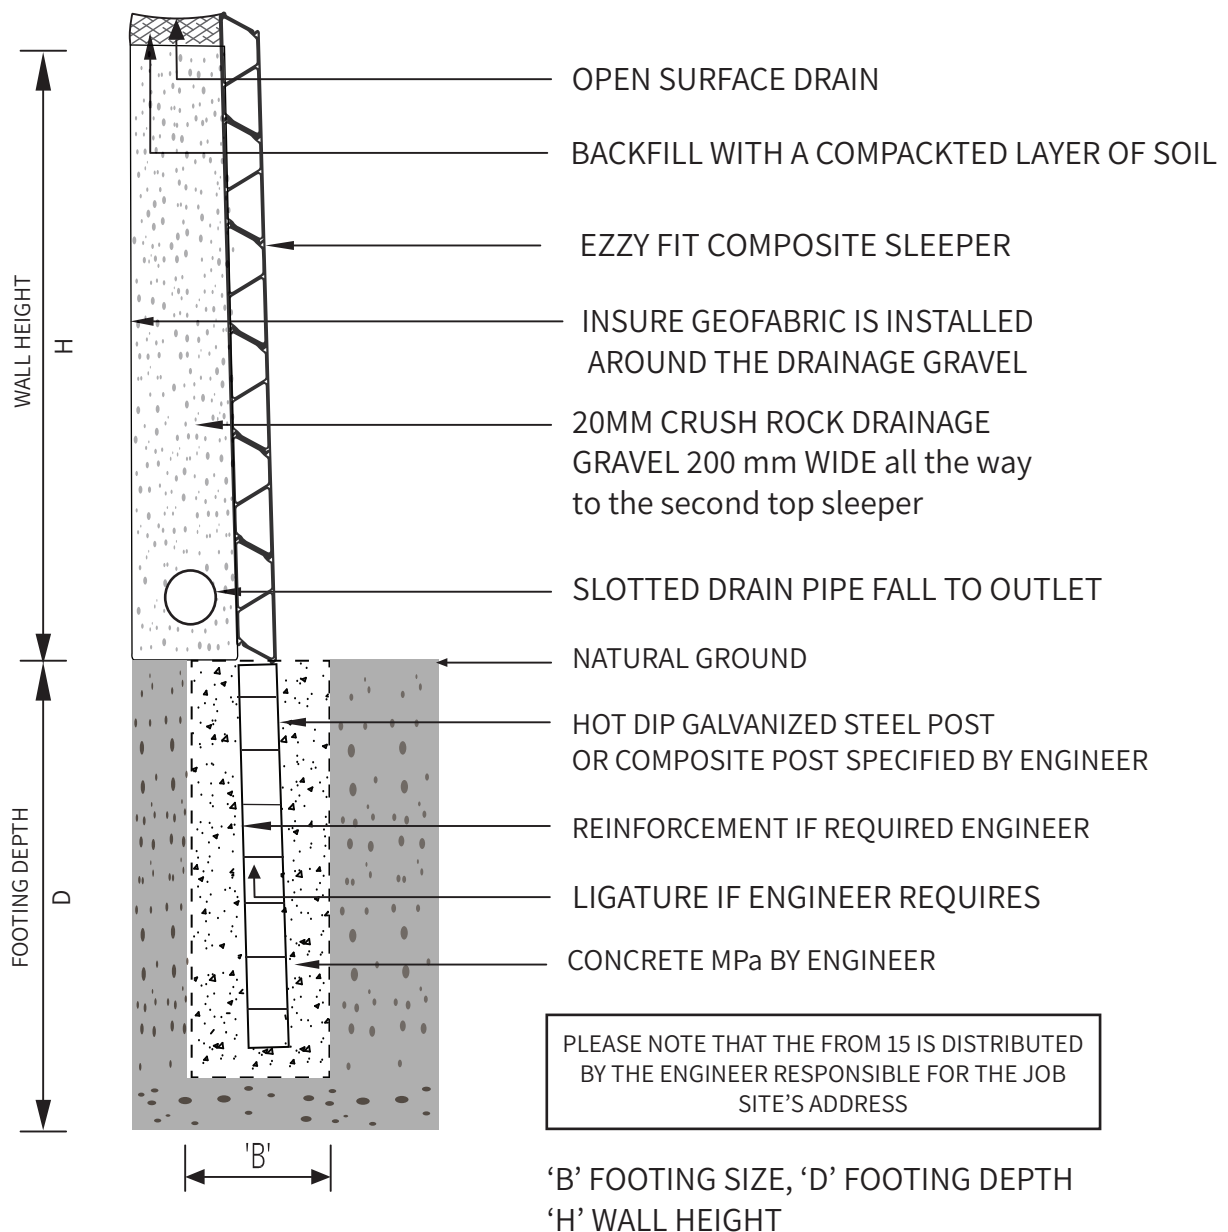 OPEN SURFACE DRAIN
BACKFILL WITH A COMPACKTED LAYER OF SOIL
EZZY FIT COMPOSITE SLEEPER
INSURE GEOFABRIC IS INSTALLED
AROUND THE DRAINAGE GRAVEL
20MM CRUSH ROCK DRAINAGE
GRAVEL 200 mm WIDE all the way
to the second top sleeper
SLOTTED DRAIN PIPE FALL TO OUTLET
NATURAL GROUND
HOT DIP GALVANIZED STEEL POST
OR COMPOSITE POST SPECIFIED BY ENGINEER
REINFORCEMENT IF REQUIRED ENGINEER
LIGATURE IF ENGINEER REQUIRES
CONCRETE MPa BY ENGINEER
PLEASE NOTE THAT THE FROM 15 IS DISTRIBUTED
BY THE ENGINEER RESPONSIBLE FOR THE JOB
SITE’S ADDRESS
‘B’ FOOTING SIZE, ‘D’ FOOTING DEPTH
‘H’ WALL HEIGHT
WALL HEIGHT
H
FOOTING DEPTH
D
'B'